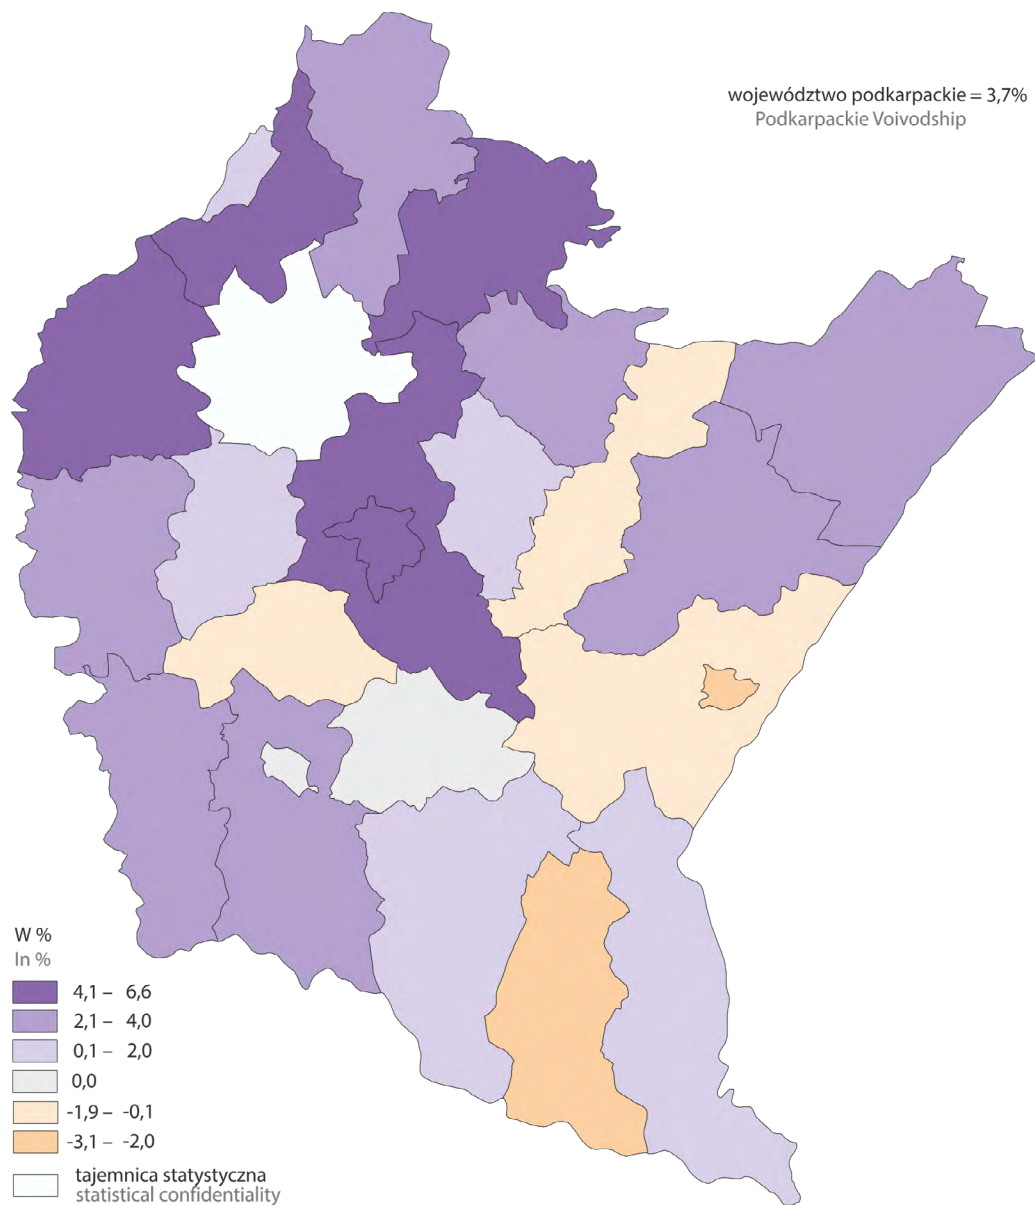 województwo podkarpackie = 3,7%
Podkarpackie Voivodship
W %
In %
4,1 – 6,6
2,1 – 4,0
0,1 – 2,0
0,0
-1,9 – -0,1
-3,1 – -2,0
tajemnica statystyczna
statistical confidentiality